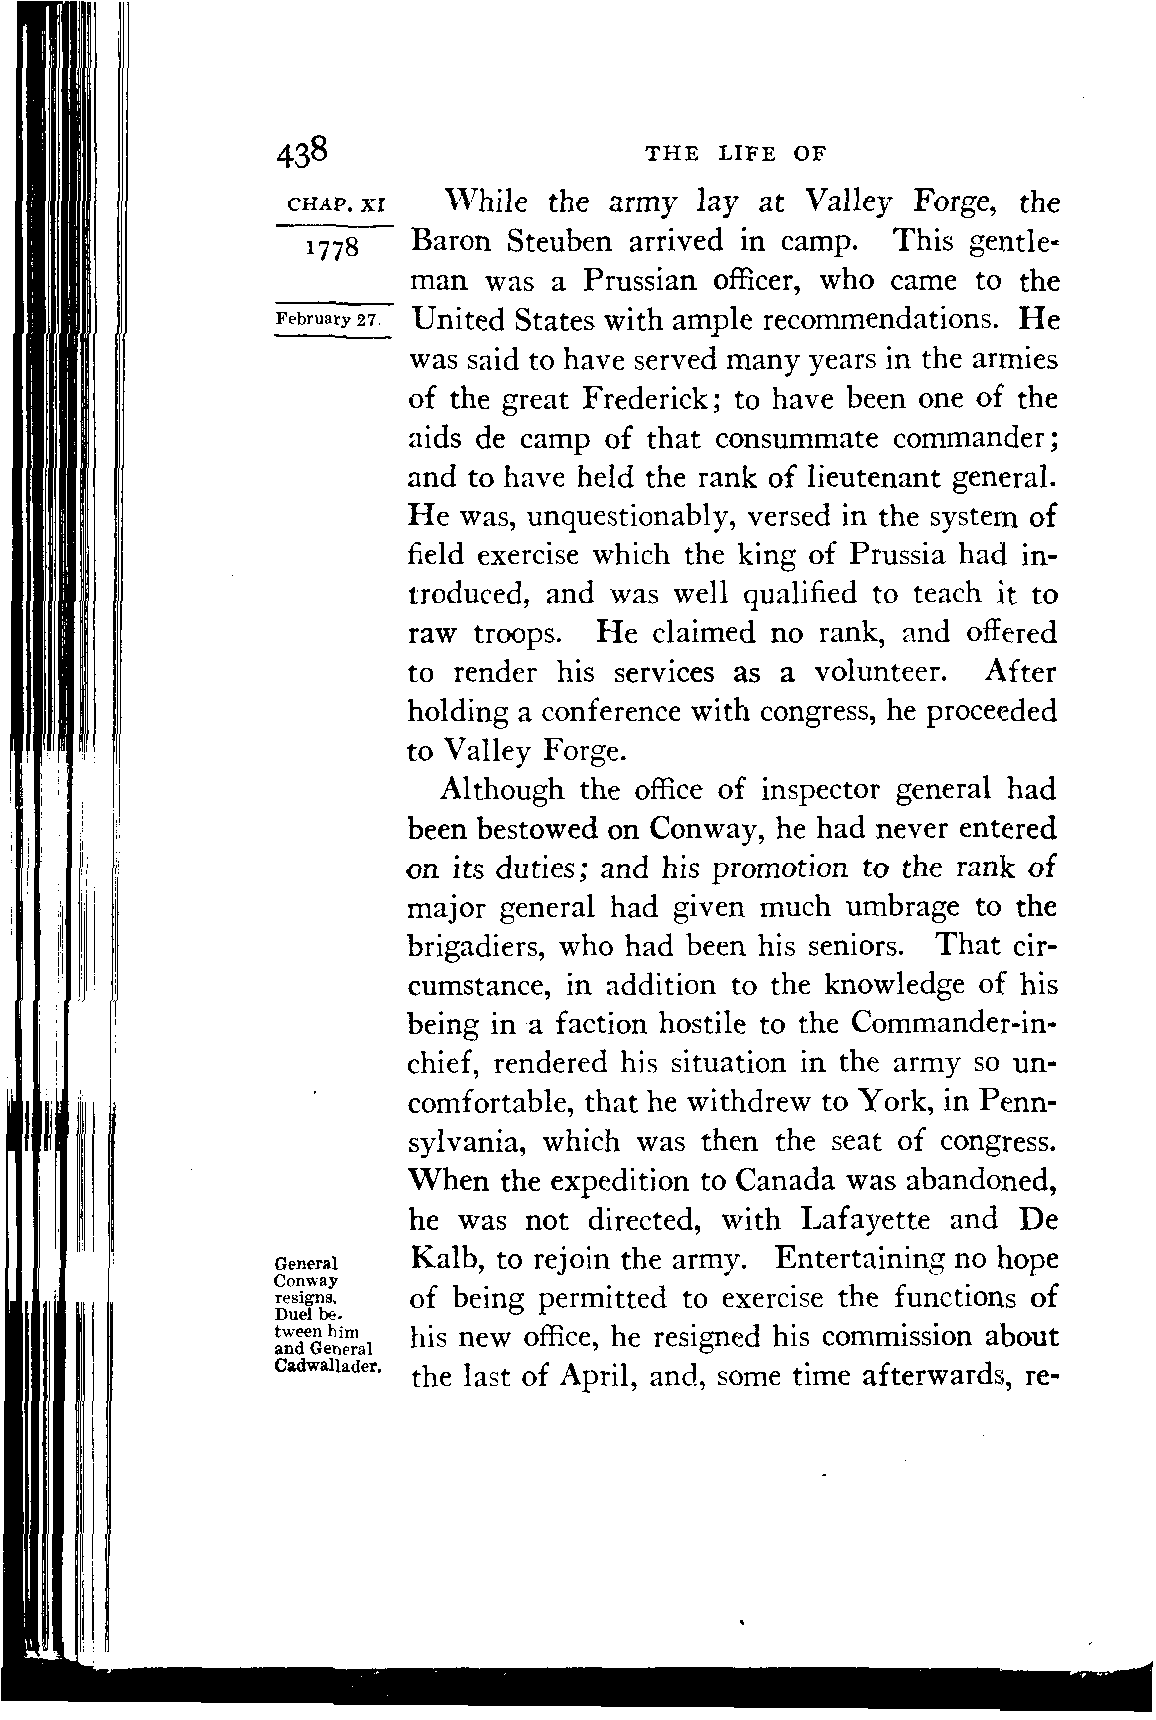 438 THE LIFE OF
CHAP. XI
1778
February 27.
While the army lay at Valley Forge, the
Baron Steuben arrived in camp. This gentle-
man was a Prussian officer, who came to the
United States with ample recommendations. He
was said to have served many years in the armies
of the great Frederick; to have been one of the
aids de camp of that consummate commander;
and to have held the rank of lieutenant general.
He was, unquestionably, versed in the system of
field exercise which the king of Prussia had in-
troduced, and was well qualified to teach it to
raw troops. He claimed no rank, and offered
to render his services as a volunteer. After
holding a conference with congress, he proceeded
to Valley Forge.
Although the office of inspector general had
been bestowed on Conway, he had never entered
on its duties; and his promotion to the rank of
major general had given much umbrage to the
brigadiers, who had been his seniors. That cir-
cumstance, in addition to the knowledge of his
being in a faction hostile to the Commander-in-
chief, rendered his situation in the army so un-
comfortable, that he withdrew to York, in Penn-
sylvania, which was then the seat of congress.
When the expedition to Canada was abandoned,
he was not directed, with Lafayette and De
Kalb, to rejoin the army. Entertaining no hope
of being permitted to exercise the functions of
his new office, he resigned his commission about
the last of April, and, some time afterwards, re-
General
Conway
resigns.
Duel be-
tween him
and General
Cadwallader.